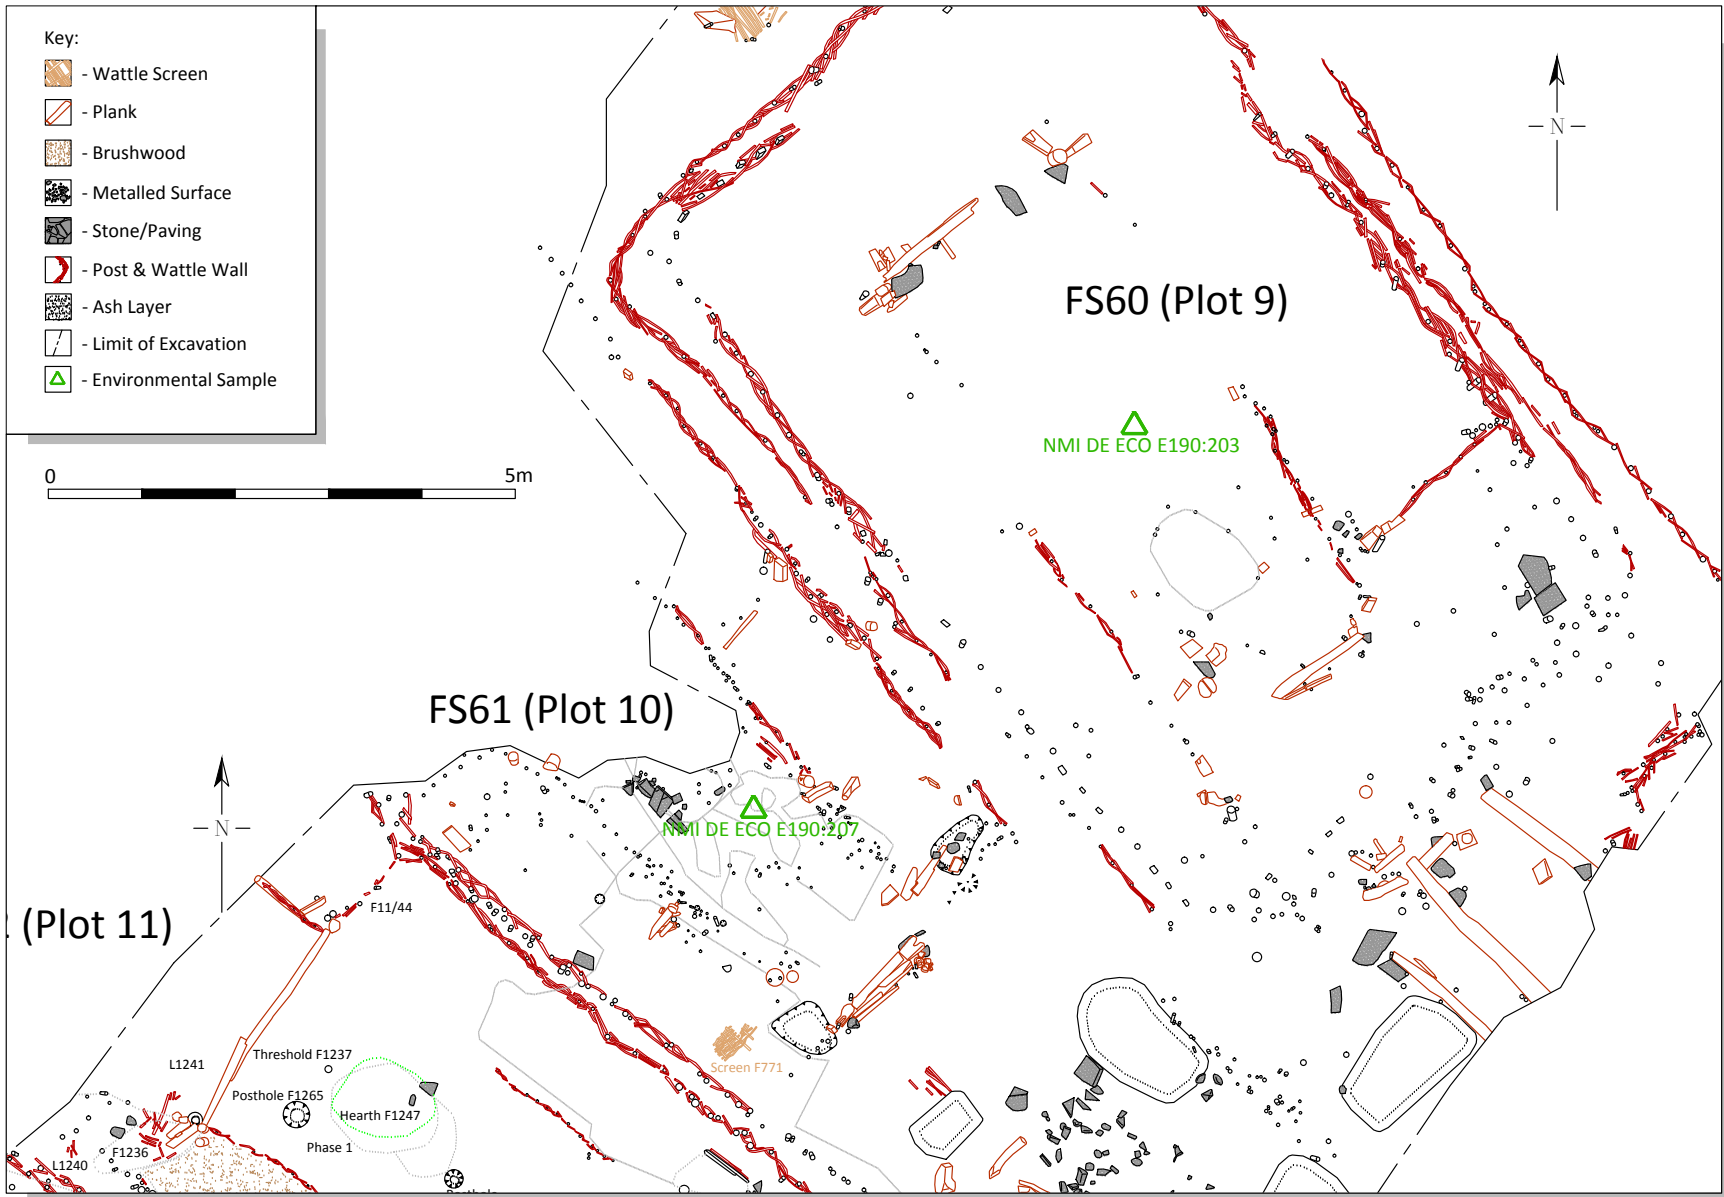 Key:
- Wattle Screen
- Plank
- Brushwood
- Metalled Surface
- Stone/Paving
- Post & Wattle Wall
- Ash Layer
- Limit of Excavation
- Environmental Sample
0 5m
N
FS60 (Plot 9)
NMI DE ECO E190:203
FS61 (Plot 10)
NMI DE ECO E190:207
N
(Plot 11)
F11/44
Screen F771
L1241
Threshold F1237
Posthole F1265
Hearth F1247
Phase 1
F1236
L1240